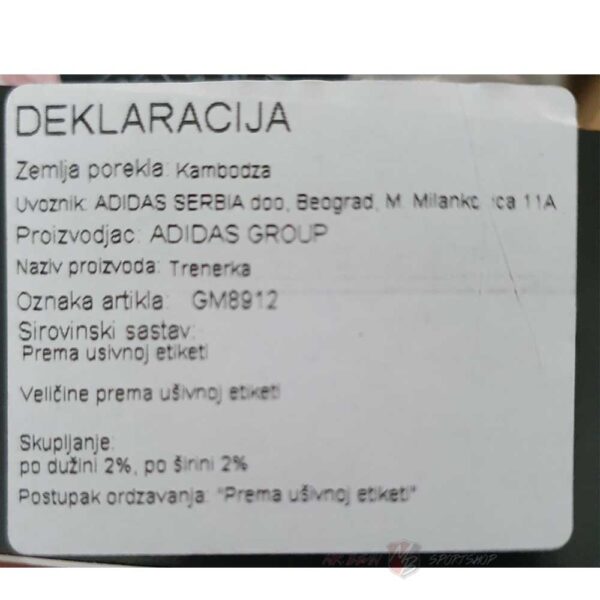 DEKLARACIJA
Zemlja porekla: Kambodza
Uvoznik: ADIDAS SERBIA doo, Beograd, M. 11A
Proizvodjac: ADIDAS GROUP
Naziv proizvoda: Trenerka
Oznaka artikla: GM8912
Sirovinski sastav:
Prema usivnoj etiketi
Veličine prema ušivnoj etiketi
Skupljanje:
po dužini 2%, po širini 2%
Postupak ordzavanja: "Prema ušivnoj etiketi"
SPORTSHOP